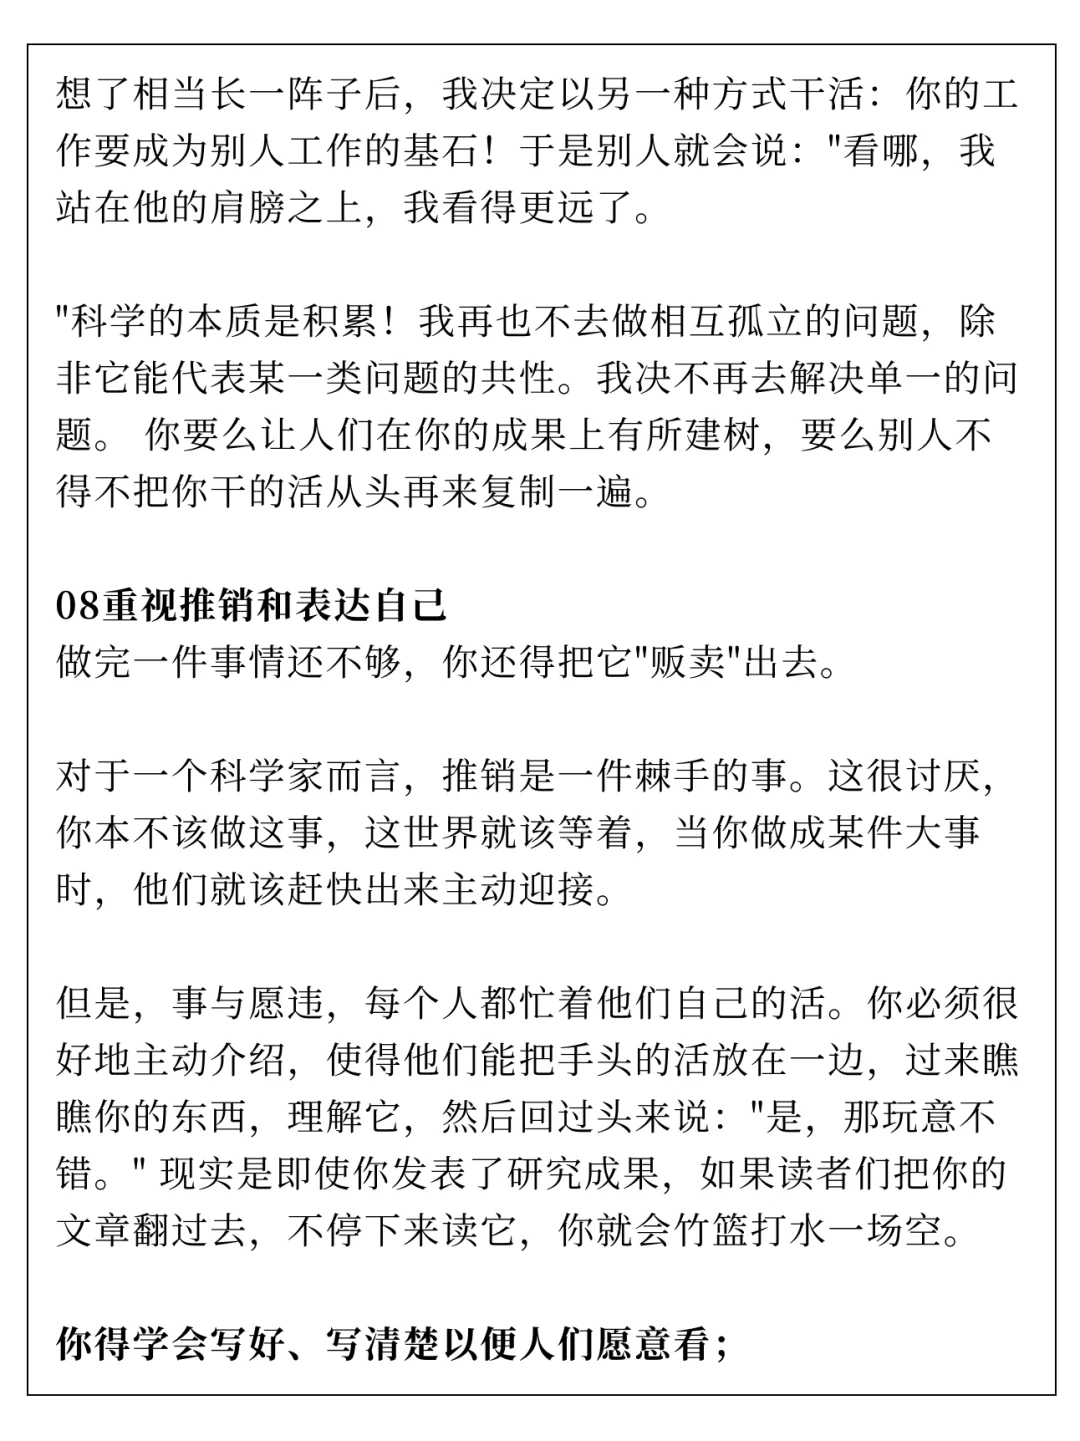 想了相当长一阵子后，我决定以另一种方式干活：你的工
作要成为别人工作的基石！于是别人就会说："看哪，我
站在他的肩膀之上，我看得更远了。
"科学的本质是积累！我再也不去做相互孤立的问题，除
非它能代表某一类问题的共性。我决不再去解决单一的问
题。 你要么让人们在你的成果上有所建树，要么别人不
得不把你干的活从头再来复制一遍。
08重视推销和表达自己
做完一件事情还不够，你还得把它"贩卖"出去。
对于一个科学家而言，推销是一件棘手的事。这很讨厌，
你本不该做这事，这世界就该等着，当你做成某件大事
时，他们就该赶快出来主动迎接。
但是，事与愿违，每个人都忙着他们自己的活。你必须很
好地主动介绍，使得他们能把手头的活放在一边，过来瞧
瞧你的东西，理解它，然后回过头来说："是，那玩意不
错。" 现实是即使你发表了研究成果，如果读者们把你的
文章翻过去，不停下来读它，你就会竹篮打水一场空。
你得学会写好、写清楚以便人们愿意看；